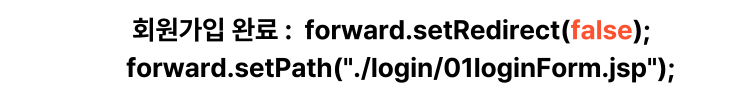 회원가입 완료 :  forward.setRedirect(false);
forward.setPath("./login/01loginForm.jsp");